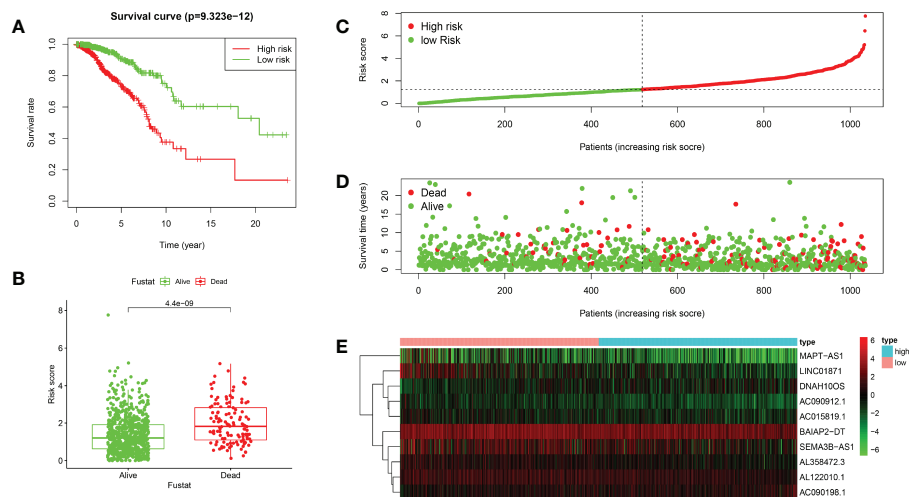 A
Survival curve (p=9.323e−12)
High risk
Low risk
Survival rate
1.0
0.8
0.6
0.4
0.2
0.0
0
5
10
15
20
Time (year)
B
Fustat
Alive
Dead
4.4e−09
Risk score
8
6
4
2
0
Alive
Dead
Fustat
C
High risk
low Risk
Risk score
8
6
4
2
0
0
200
400
600
800
1000
Patients (increasing risk socre)
D
Dead
Alive
Survival time (years)
20
15
10
5
0
0
200
400
600
800
1000
Patients (increasing risk socre)
E
type
MAPT−AS1
LINC01871
DNAH10OS
AC090912.1
AC015819.1
BAIAP2−DT
SEMA3B−AS1
AL358472.3
AL122010.1
AC090198.1
6
4
2
0
−2
−4
−6
type
high
low